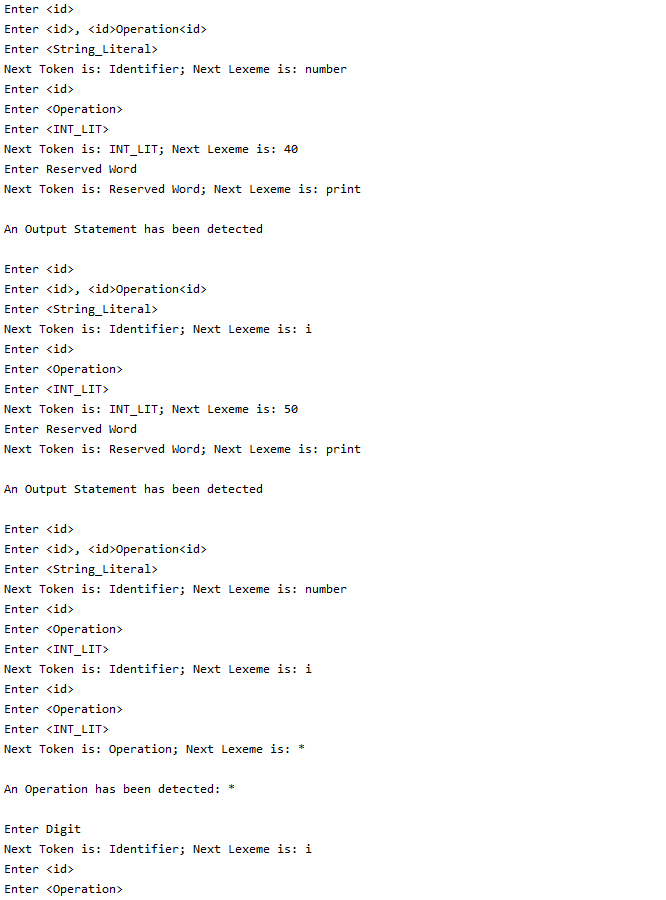 Enter <id>
Enter <id>, <id>Operation<id>
Enter <String_Literal>
Next Token is: Identifier; Next Lexeme is: number
Enter <id>
Enter <Operation>
Enter <INT_LIT>
Next Token is: INT_LIT; Next Lexeme is: 40
Enter Reserved Word
Next Token is: Reserved Word; Next Lexeme is: print
An Output Statement has been detected
Enter <id>
Enter <id>, <id>Operation<id>
Enter <String_Literal>
Next Token is: Identifier; Next Lexeme is: i
Enter <id>
Enter <Operation>
Enter <INT_LIT>
Next Token is: INT_LIT; Next Lexeme is: 50
Enter Reserved Word
Next Token is: Reserved Word; Next Lexeme is: print
An Output Statement has been detected
Enter <id>
Enter <id>, <id>Operation<id>
Enter <String_Literal>
Next Token is: Identifier; Next Lexeme is: number
Enter <id>
Enter <Operation>
Enter <INT_LIT>
Next Token is: Identifier; Next Lexeme is: i
Enter <id>
Enter <Operation>
Enter <INT_LIT>
Next Token is: Operation; Next Lexeme is: *
An Operation has been detected: *
Enter Digit
Next Token is: Identifier; Next Lexeme is: i
Enter <id>
Enter <Operation>